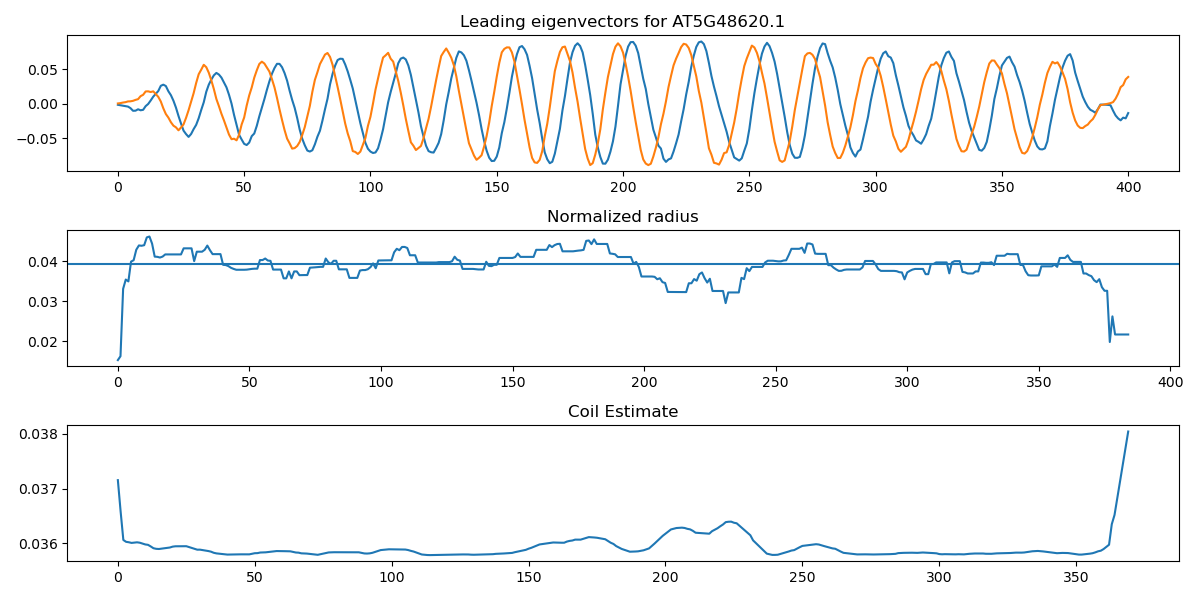 Leading eigenvectors for AT5G48620.1
0.05
0.00
−0.05
0 50 100 150 200 250 300 350 400
Normalized radius
0.04
0.03
0.02
0 50 100 150 200 250 300 350 400
Coil Estimate
0.038
0.037
0.036
0 50 100 150 200 250 300 350